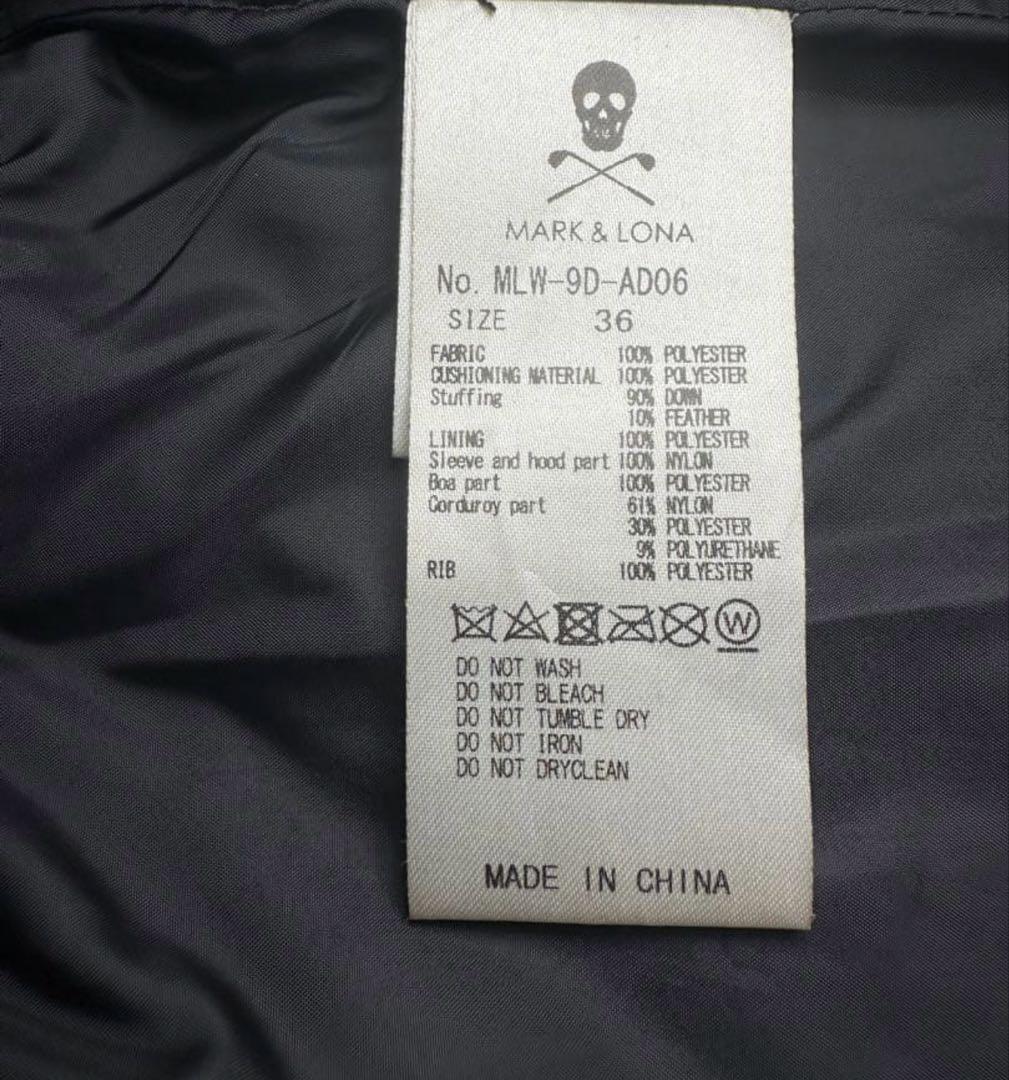 MARK & LONA
No. MLW-9D-AD06
SIZE 36
FABRIC 100% POLYESTER
CUSHIONING MATERIAL 100% POLYESTER
Stuffing 90% DOWN
10% FEATHER
LINING 100% POLYESTER
Sleeve and hood part 100% NYLON
Boa part 100% POLYESTER
Corduroy part 61% NYLON
30% POLYESTER
9% POLYURETHANE
RIB 100% POLYESTER
W
DO NOT WASH
DO NOT BLEACH
DO NOT TUMBLE DRY
DO NOT IRON
DO NOT DRYCLEAN
MADE IN CHINA